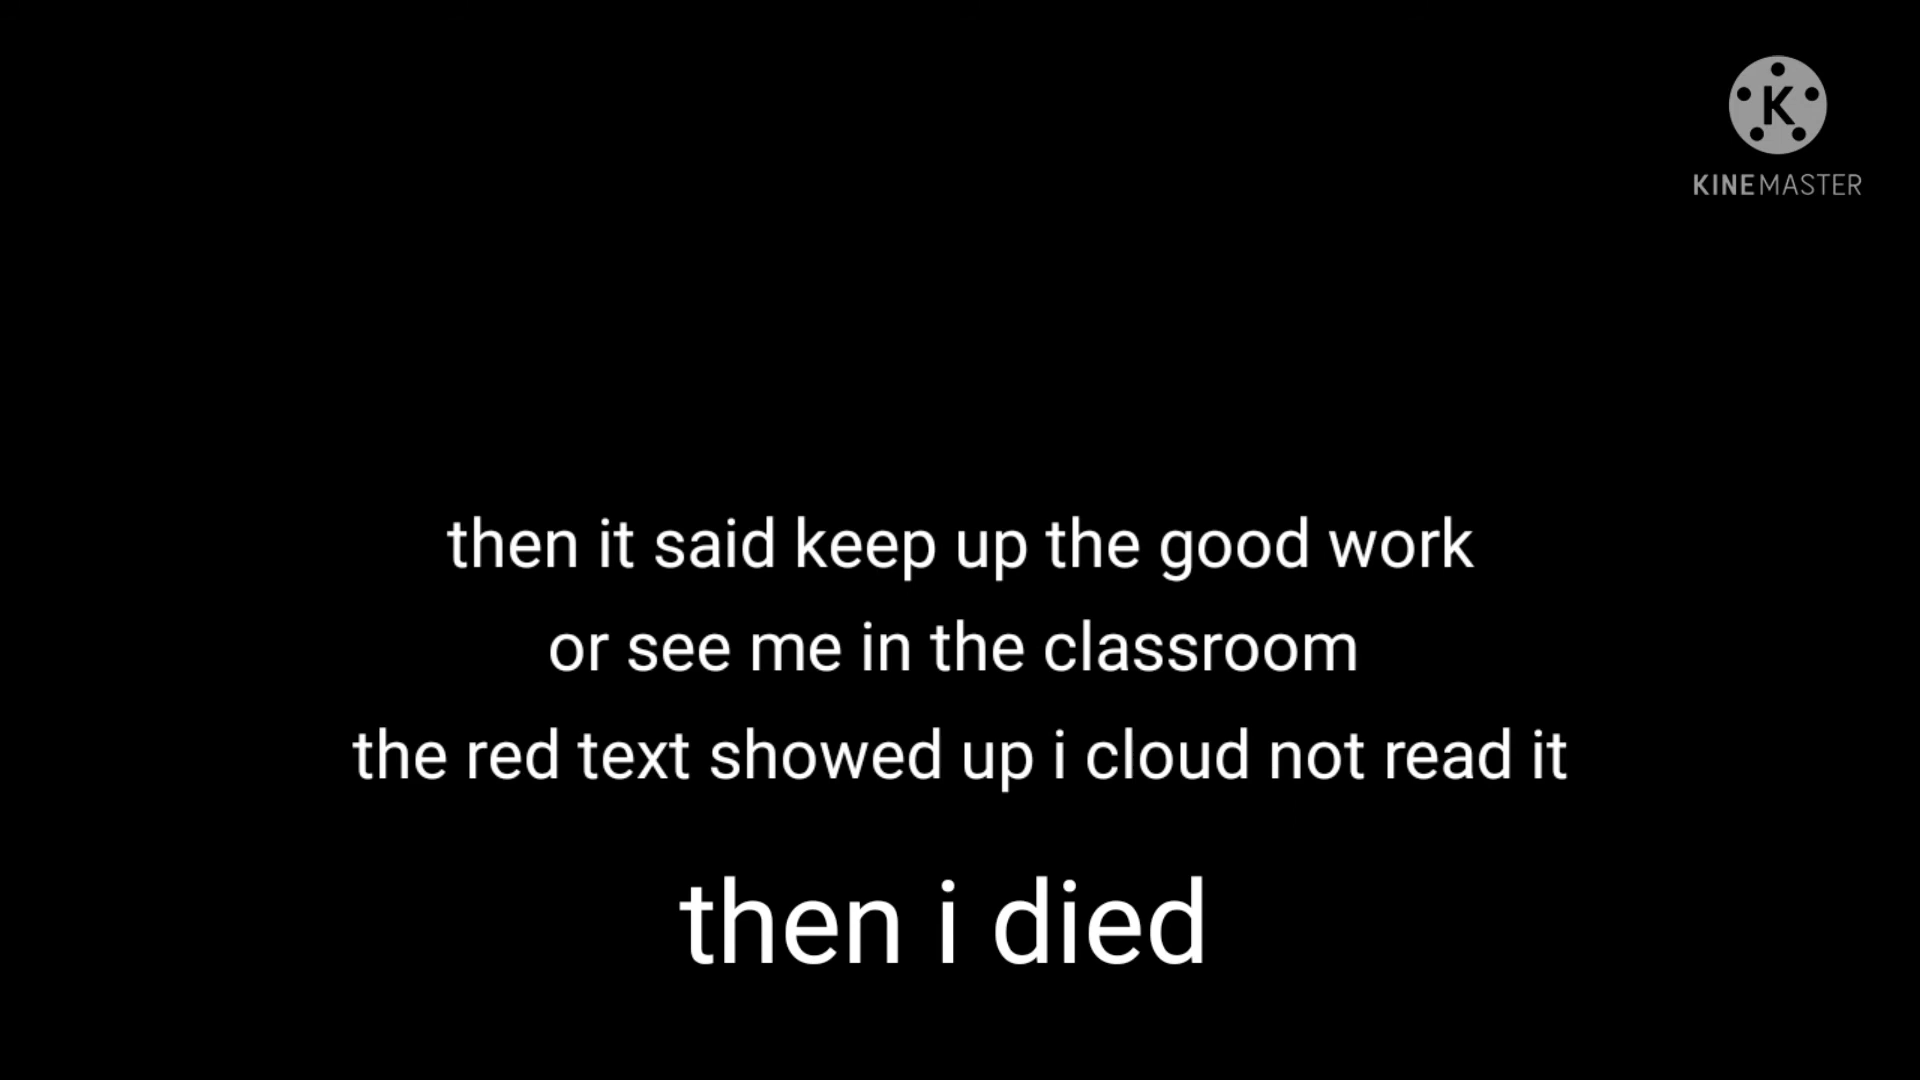 K
KINEMASTER
then it said keep up the good work
or see me in the classroom
the red text showed up i cloud not read it
then i died